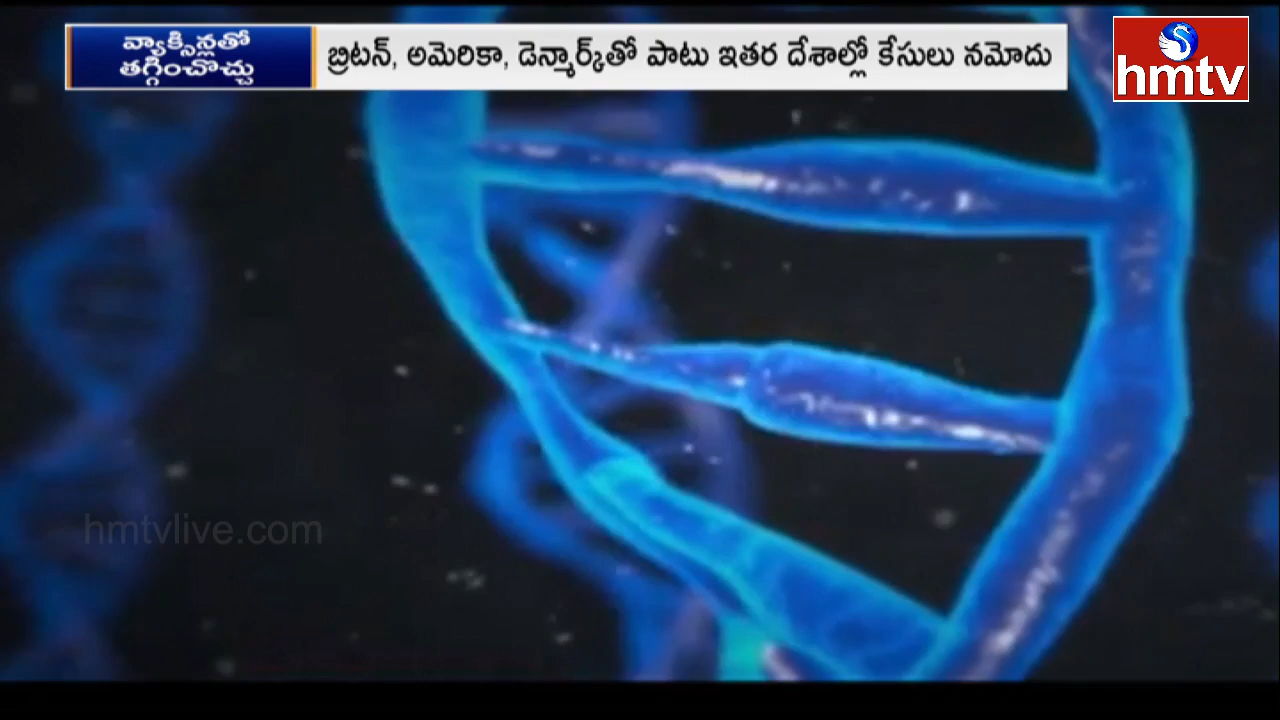 వ్యాక్సిన్లతో
తగ్గించొచ్చు
బ్రిటన్, అమెరికా, డెన్మార్క్‌తో పాటు ఇతర దేశాల్లో కేసులు నమోదు
hmtv
hmtvlive.com